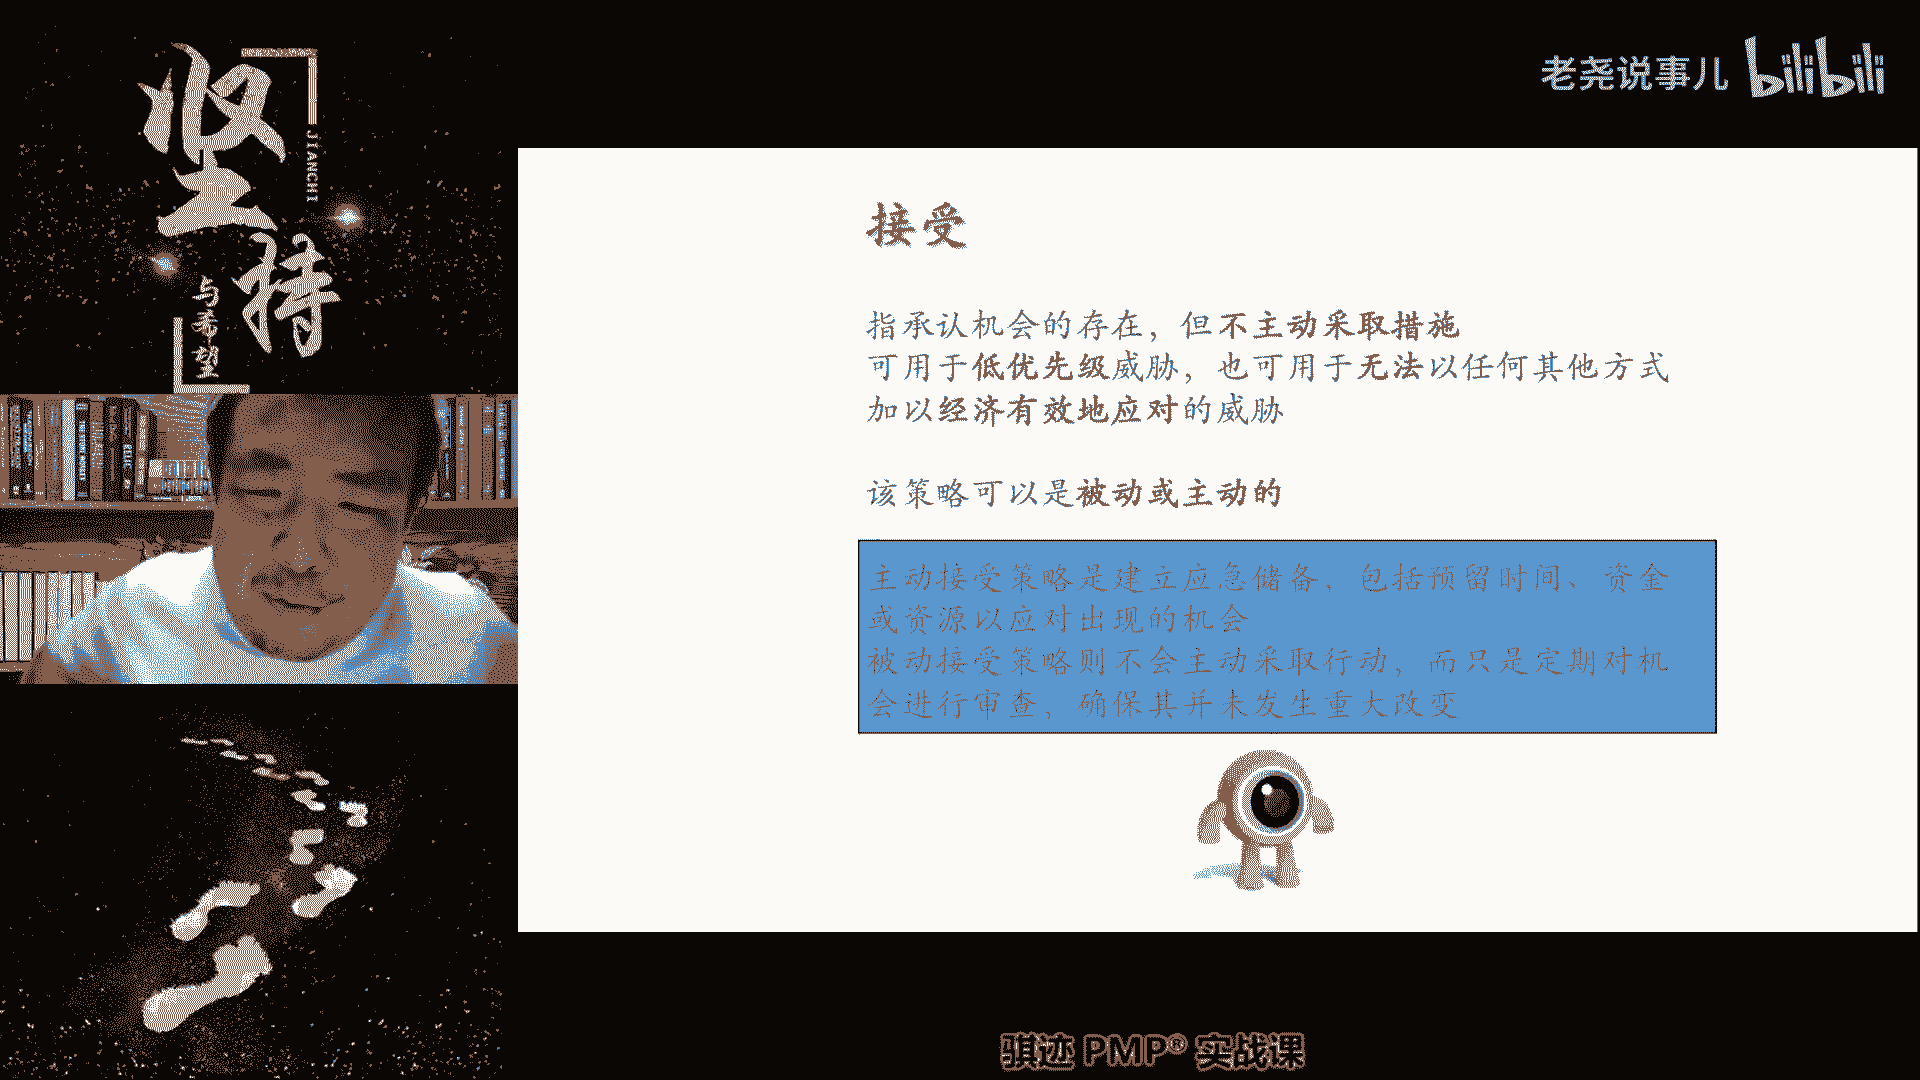 坚持
JIANCHI
与希望
老尧说事儿 bilibili
接受
指承认机会的存在，但不主动采取措施
可用于低优先级威胁，也可用于无法以任何其他方式
加以经济有效地应对的威胁
该策略可以是被动或主动的
主动接受策略是建立应急储备，包括预留时间、资金
或资源以应对出现的机会
被动接受策略则不会主动采取行动，而只是定期对机
会进行审查，确保其并未发生重大改变
骐迹 PMP® 实战课